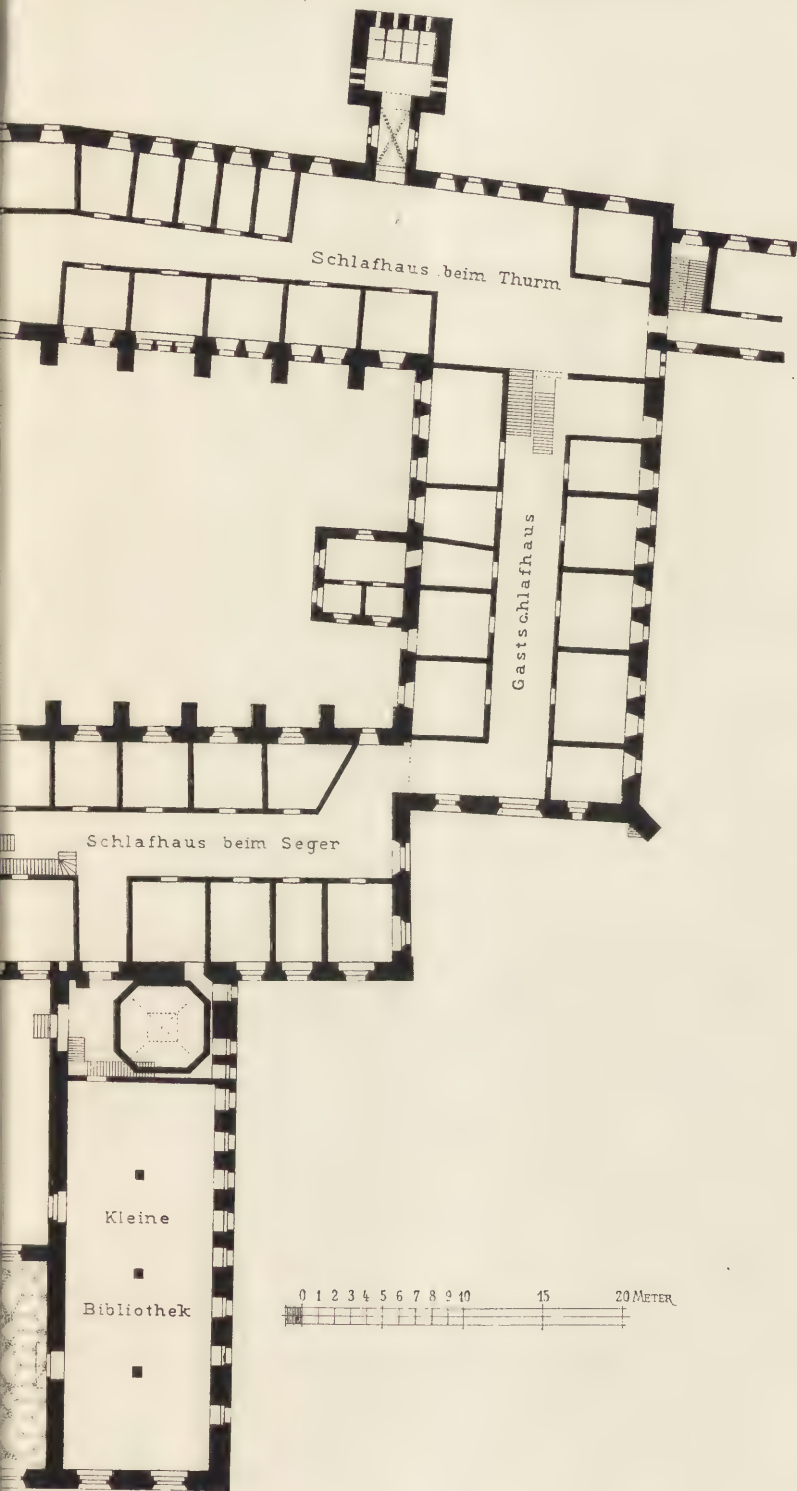 Schlafhaus beim Thurm
Gastschlafhaus
Schlafhaus beim Seger
Kleine
Bibliothek
0 1 2 3 4 5 6 7 8 9 10 15 20 METER